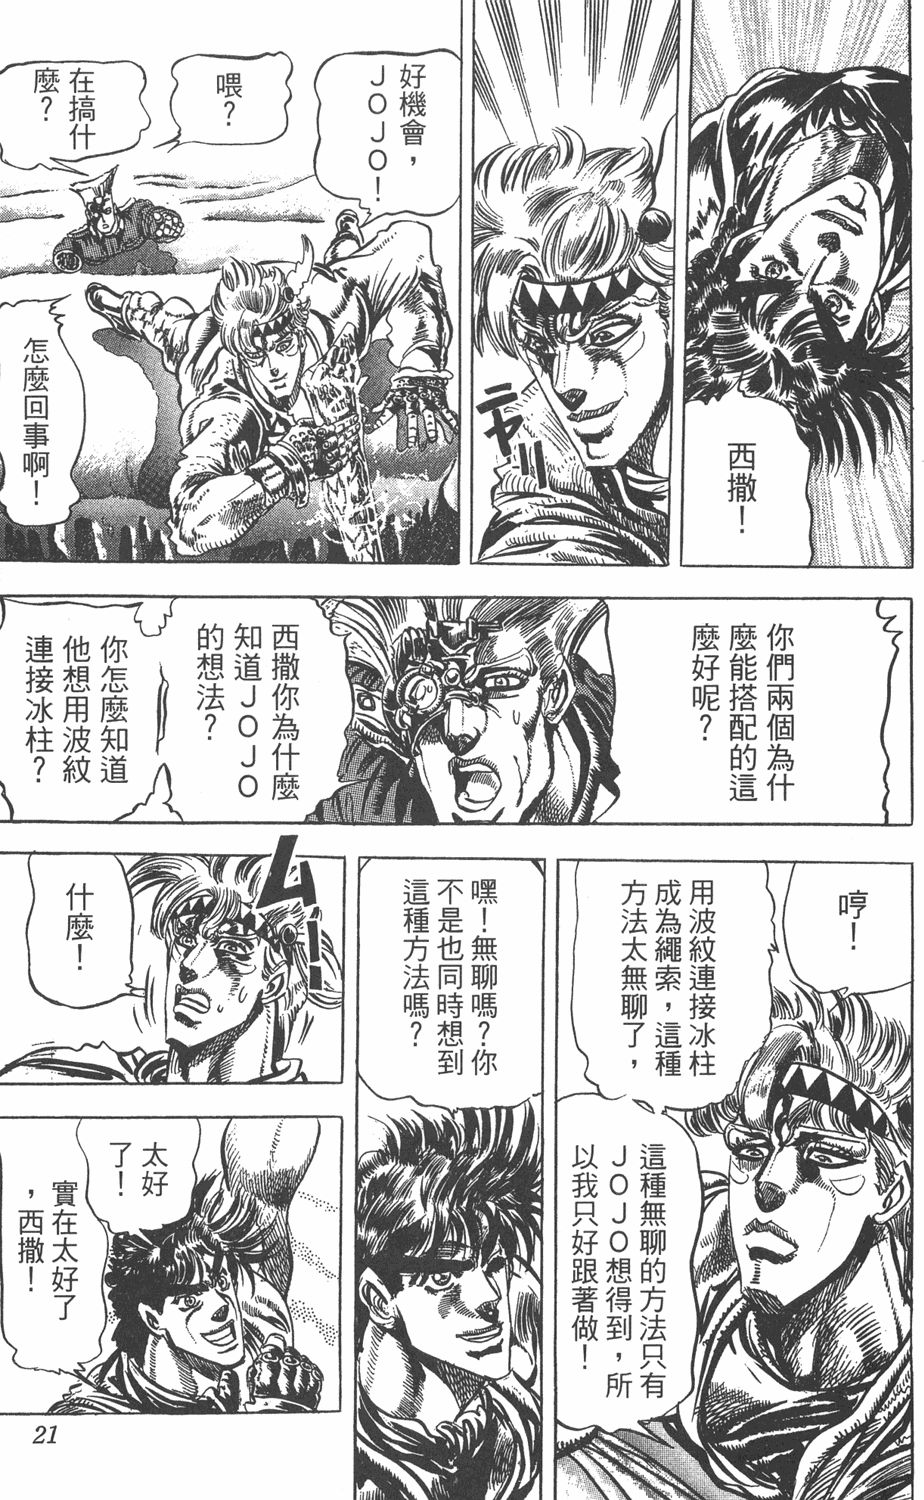 西撒！
ニヤ
ッ
好機會，
ＪＯＪＯ！
喂？
在搞什
麼？
怎麼回事啊！
你們兩個為什
麼能搭配的這
麼好呢？
西撒你為什麼
知道ＪＯＪＯ
的想法？
你怎麼知道
他想用波紋
連接冰柱？
哼！
用波紋連接冰柱
成為繩索，這種
方法太無聊了，
這種無聊的方法只有
ＪＯＪＯ想得到，所
以我只好跟著做！
嘿！無聊嗎？你
不是也同時想到
這種方法嗎？
ム
！
什麼！
太好
了！
實在太好了
，西撒！
21